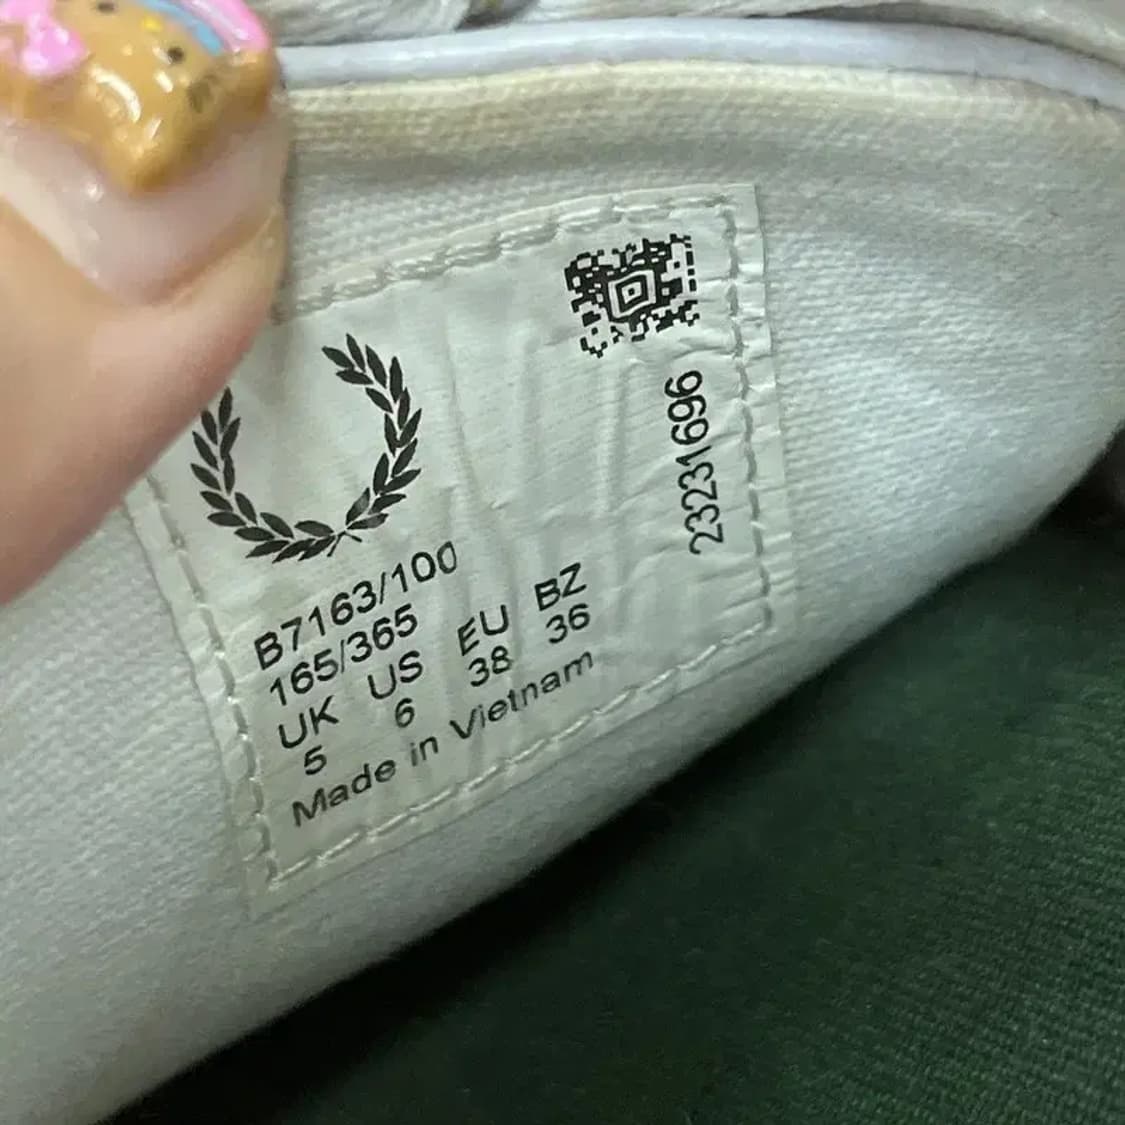 23231696
B7163/100
165/365
UK US EU BZ
5 6 38 36
Made in Vietnam